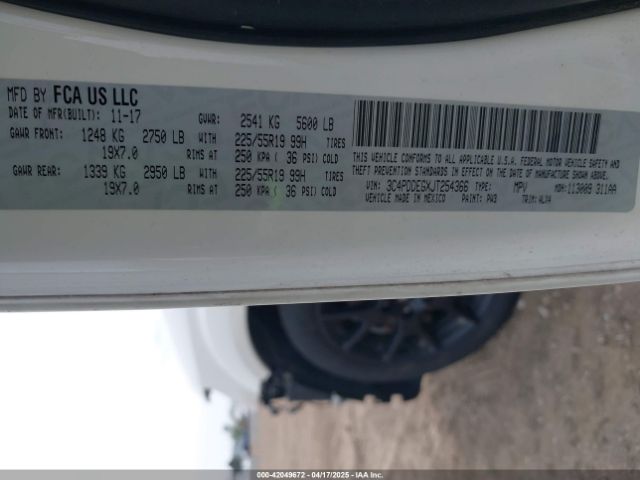 MFD BY FCA US LLC
DATE OF MFR(BUILT): 11-17 GVWR: 2541 KG 5600 LB
GAWR FRONT: 1248 KG 2750 LB WITH 225/55R19 99H TIRES
19X7.0 RIMS AT 250 KPA ( 36 PSI) COLD
GAWR REAR: 1339 KG 2950 LB WITH 225/55R19 99H TIRES
19X7.0 RIMS AT 250 KPA ( 36 PSI) COLD
THIS VEHICLE CONFORMS TO ALL APPLICABLE U.S.A. FEDERAL MOTOR VEHICLE SAFETY AND
THEFT PREVENTION STANDARDS IN EFFECT ON THE DATE OF MANUFACTURE SHOWN ABOVE.
VIN: 3C4PDDEGXJT254366 TYPE: MPV MDH: 113009 311AA
VEHICLE MADE IN MEXICO PAINT: PW3 TRIM:
000-42049672 - 04/17/2025 - IAA Inc.